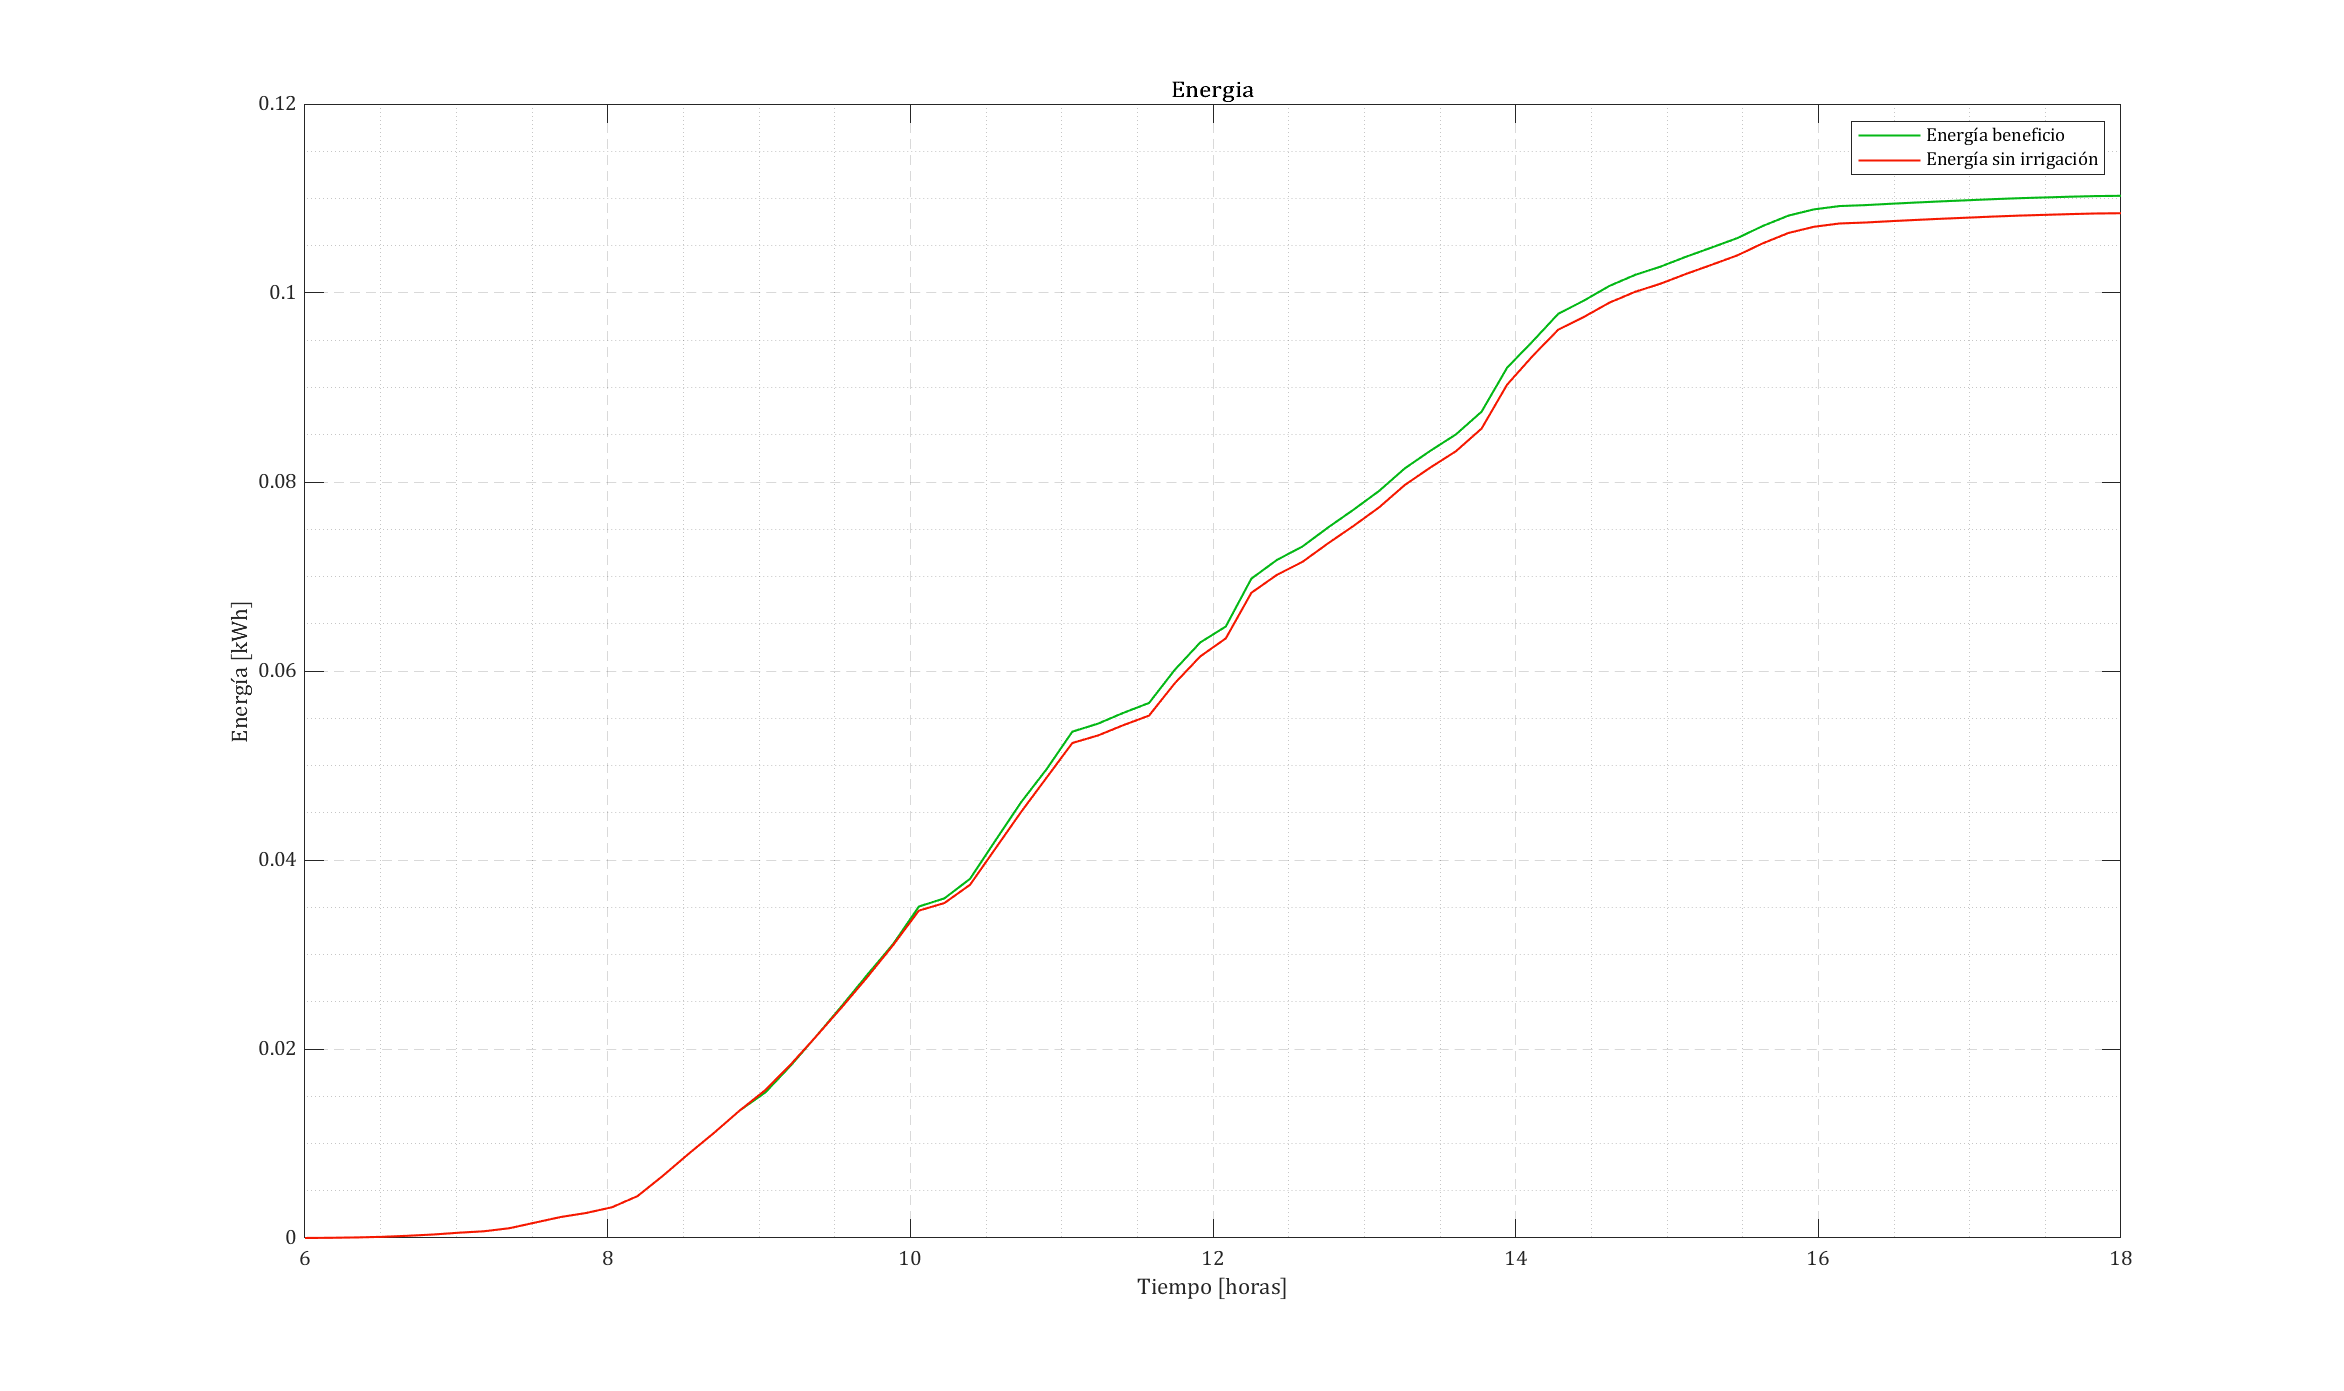 Energia
0.12
0.1
0.08
0.06
0.04
0.02
0
Energía [kWh]
Energía beneficio
Energía sin irrigación
6 8 10 12 14 16 18
Tiempo [horas]